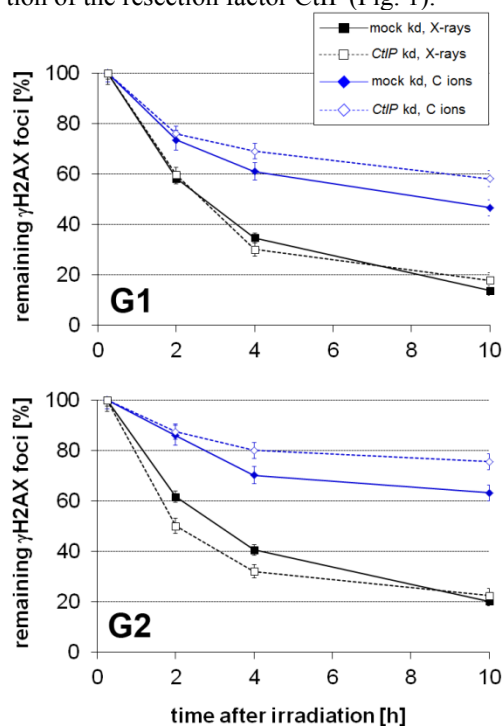 tion of the resection factor CtIP (Fig. 1).
mock kd, X-rays
CtIP kd, X-rays
mock kd, C ions
CtIP kd, C ions
remaining γH2AX foci [%]
100
80
60
40
20
0
G1
0 2 4 6 8 10
remaining γH2AX foci [%]
100
80
60
40
20
0
G2
0 2 4 6 8 10
time after irradiation [h]